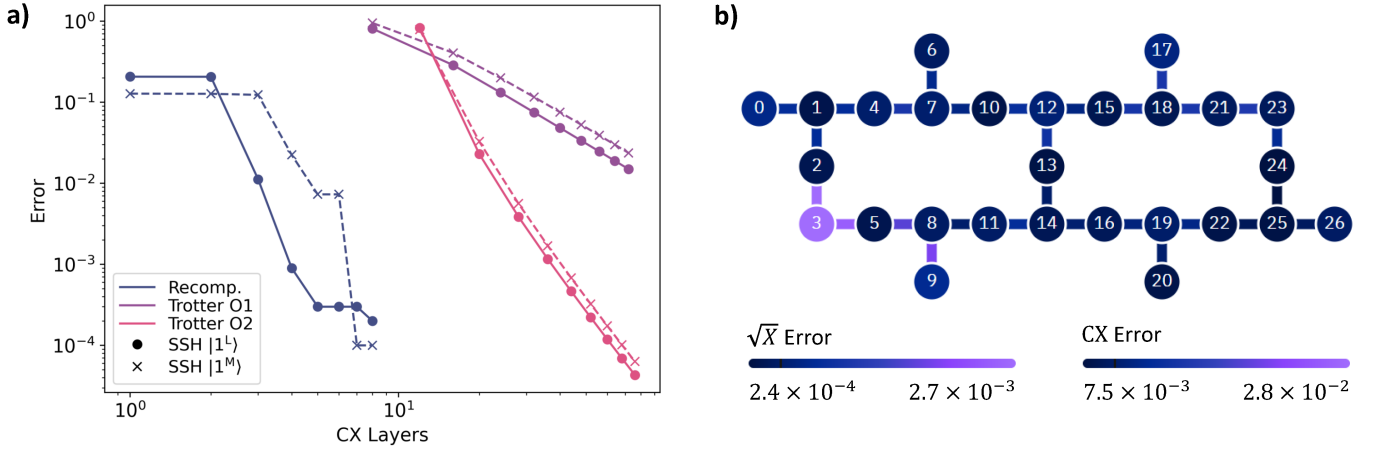 a)
Error
10⁰
10⁻¹
10⁻²
10⁻³
10⁻⁴
Recomp.
Trotter O1
Trotter O2
SSH |1ᴸ⟩
SSH |1ᴹ⟩
10⁰
10¹
CX Layers
b)
6
17
0
1
4
7
10
12
15
18
21
23
2
13
24
3
5
8
11
14
16
19
22
25
26
9
20
√X Error
2.4 × 10⁻⁴
2.7 × 10⁻³
CX Error
7.5 × 10⁻³
2.8 × 10⁻²